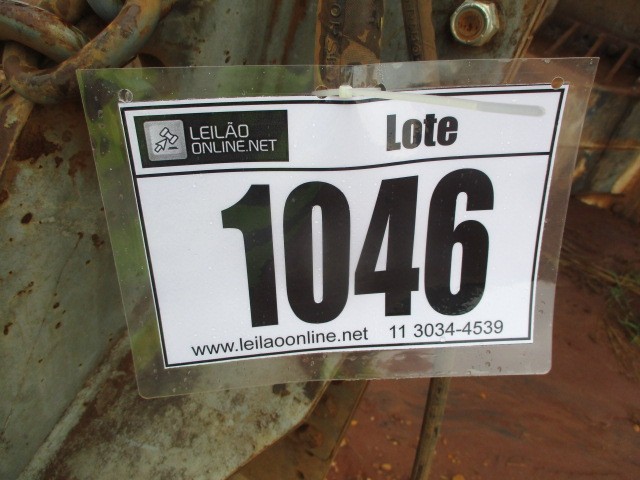 LEILÃO
ONLINE.NET
Lote
1046
www.leilaoonline.net 11 3034-4539